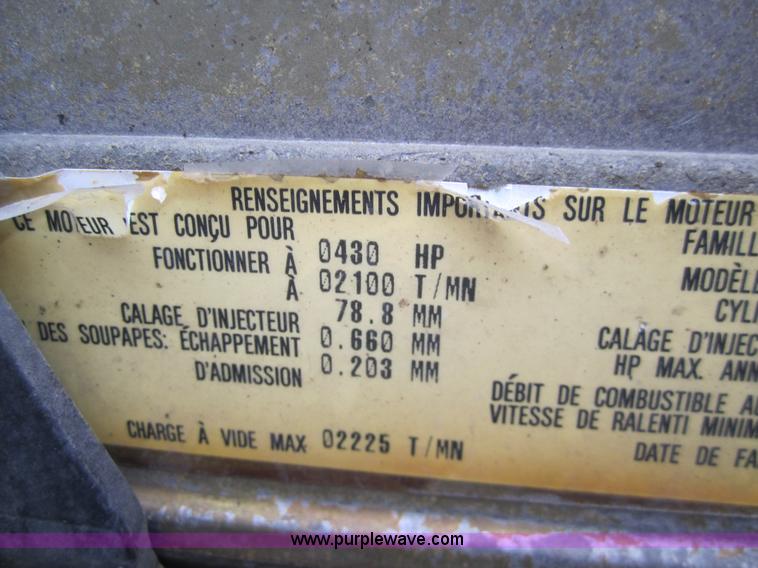 RENSEIGNEMENTS IMPORTANTS SUR LE MOTEUR
CE MOTEUR EST CONÇU POUR
FAMILL
FONCTIONNER À 0430 HP
MODÈLE
À 02100 T/MN
CYLI
CALAGE D'INJECTEUR 78.8 MM
CALAGE D'INJEC
DES SOUPAPES: ÉCHAPPEMENT 0.660 MM
HP MAX. ANN
D'ADMISSION 0.203 MM
DÉBIT DE COMBUSTIBLE A
VITESSE DE RALENTI MINIM
CHARGE À VIDE MAX 02225 T/MN
DATE DE FA
www.purplewave.com